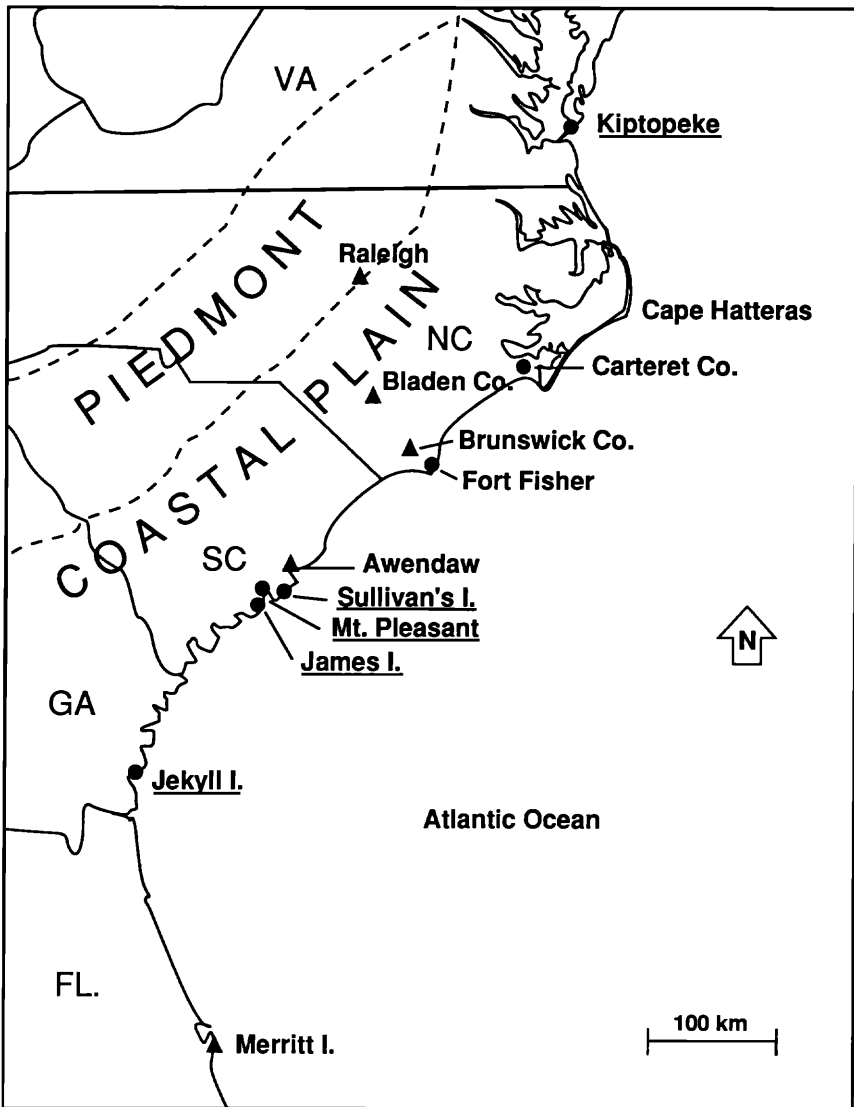 VA
Kiptopeke
PIEDMONT
Raleigh
Cape Hatteras
NC
COASTAL PLAIN
Carteret Co.
Bladen Co.
Brunswick Co.
Fort Fisher
SC
Awendaw
Sullivan's I.
Mt. Pleasant
James I.
N
GA
Jekyll I.
Atlantic Ocean
FL.
100 km
Merritt I.